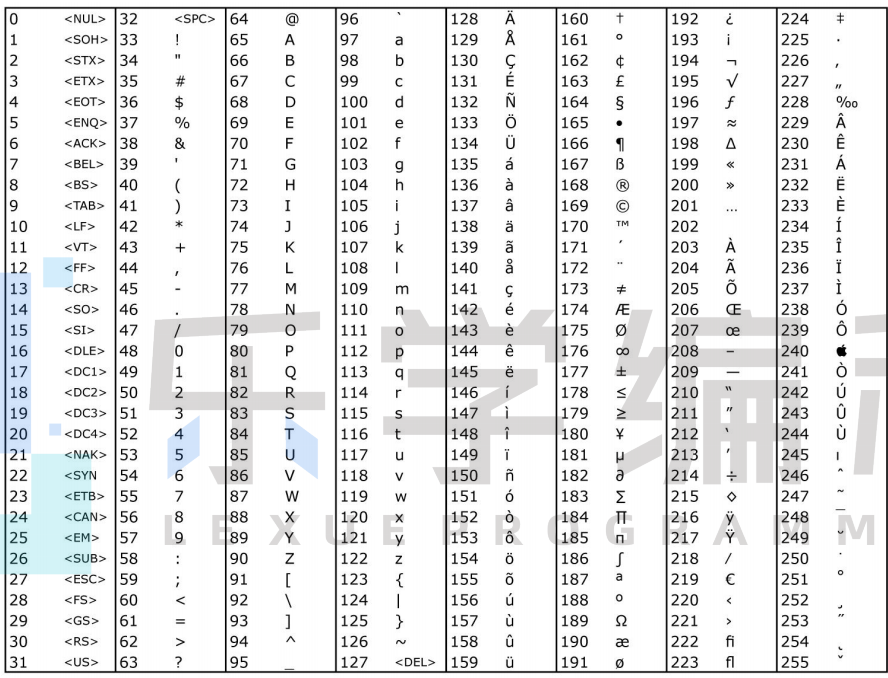 0 <NUL> 32 <SPC> 64 @ 96 ` 128 Ä 160 † 192 ¿ 224 ‡
1 <SOH> 33 ! 65 A 97 a 129 Å 161 ° 193 ¡ 225 ·
2 <STX> 34 " 66 B 98 b 130 Ç 162 ¢ 194 ¬ 226 ‚
3 <ETX> 35 # 67 C 99 c 131 É 163 £ 195 √ 227 „
4 <EOT> 36 $ 68 D 100 d 132 Ñ 164 § 196 ƒ 228 ‰
5 <ENQ> 37 % 69 E 101 e 133 Ö 165 • 197 ≈ 229 Â
6 <ACK> 38 & 70 F 102 f 134 Ü 166 ¶ 198 ∆ 230 Ê
7 <BEL> 39 ' 71 G 103 g 135 á 167 ß 199 « 231 Á
8 <BS> 40 ( 72 H 104 h 136 à 168 ® 200 » 232 Ë
9 <TAB> 41 ) 73 I 105 i 137 â 169 © 201 … 233 È
10 <LF> 42 * 74 J 106 j 138 ä 170 ™ 202 234 Í
11 <VT> 43 + 75 K 107 k 139 ã 171 ´ 203 À 235 Î
12 <FF> 44 , 76 L 108 l 140 å 172 ¨ 204 Ã 236 Ï
13 <CR> 45 - 77 M 109 m 141 ç 173 ≠ 205 Õ 237 Ì
14 <SO> 46 . 78 N 110 n 142 é 174 Æ 206 Œ 238 Ó
15 <SI> 47 / 79 O 111 o 143 è 175 Ø 207 œ 239 Ô
16 <DLE> 48 0 80 P 112 p 144 ê 176 ∞ 208 – 240 
17 <DC1> 49 1 81 Q 113 q 145 ë 177 ± 209 — 241 Ò
18 <DC2> 50 2 82 R 114 r 146 í 178 ≤ 210 “ 242 Ú
19 <DC3> 51 3 83 S 115 s 147 ì 179 ≥ 211 ” 243 Û
20 <DC4> 52 4 84 T 116 t 148 î 180 ¥ 212 ‘ 244 Ù
21 <NAK> 53 5 85 U 117 u 149 ï 181 µ 213 ’ 245 ı
22 <SYN 54 6 86 V 118 v 150 ñ 182 ∂ 214 ÷ 246 ˆ
23 <ETB> 55 7 87 W 119 w 151 ó 183 ∑ 215 ◊ 247 ˜
24 <CAN> 56 8 88 X 120 x 152 ò 184 ∏ 216 ÿ 248 ¯
25 <EM> 57 9 89 Y 121 y 153 ô 185 π 217 Ÿ 249 ˘
26 <SUB> 58 : 90 Z 122 z 154 ö 186 ∫ 218 ⁄ 250 ˙
27 <ESC> 59 ; 91 [ 123 { 155 õ 187 ª 219 € 251 °
28 <FS> 60 < 92 \ 124 | 156 ú 188 º 220 ‹ 252 ¸
29 <GS> 61 = 93 ] 125 } 157 ù 189 Ω 221 › 253 ˝
30 <RS> 62 > 94 ^ 126 ~ 158 û 190 æ 222 ﬁ 254 ˛
31 <US> 63 ? 95 _ 127 <DEL> 159 ü 191 ø 223 ﬂ 255 ˇ
乐学编
LEXUE PROGRAMM